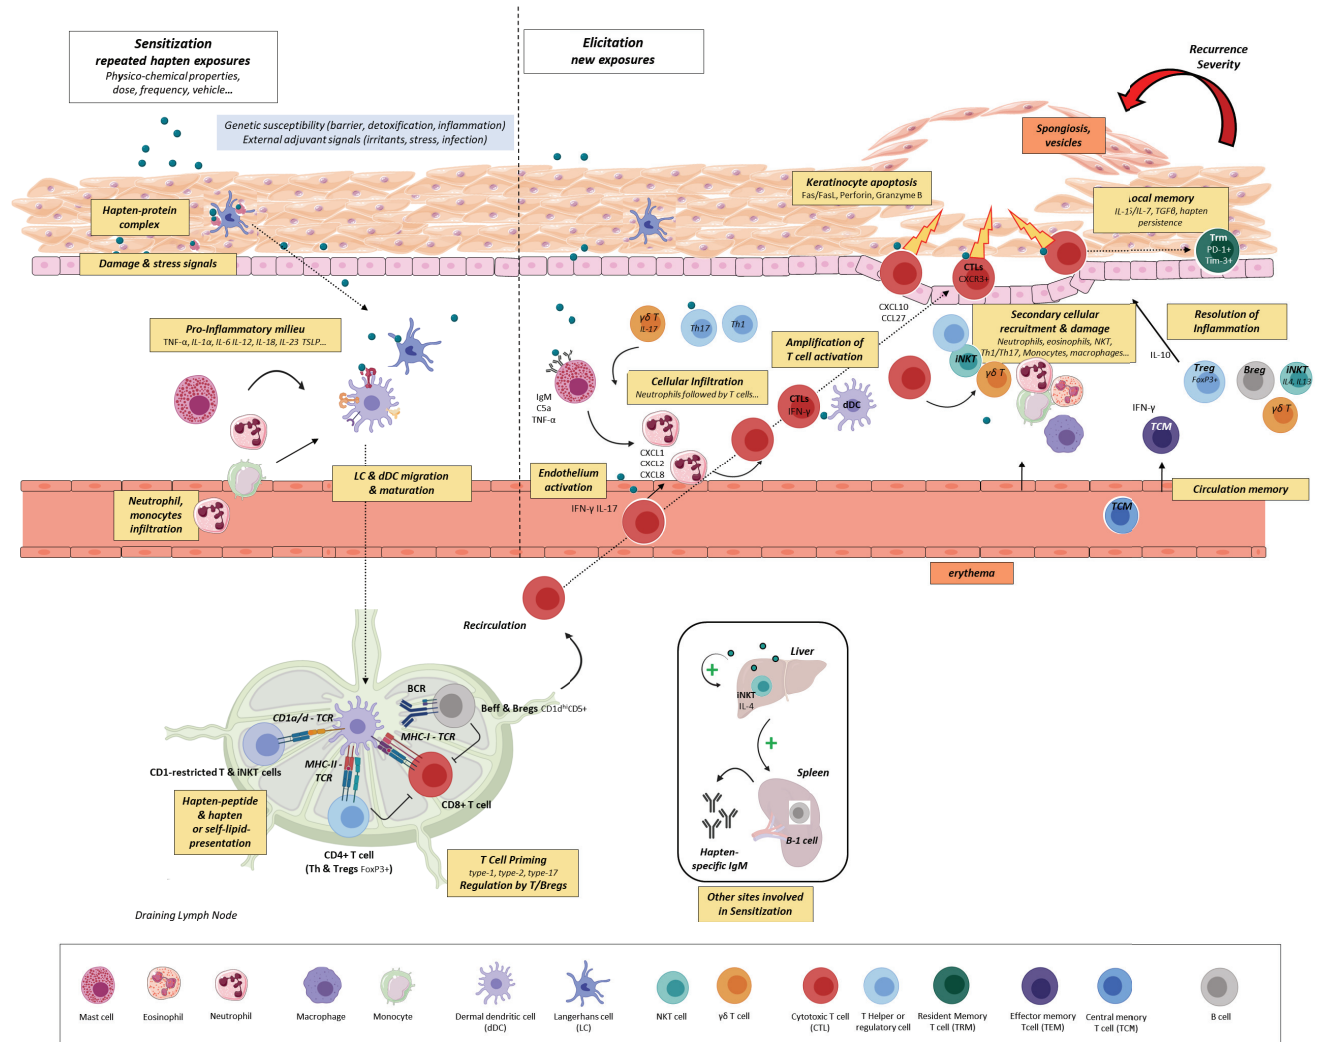 Sensitization
repeated hapten exposures
Physico-chemical properties,
dose, frequency, vehicle…
Elicitation
new exposures
Recurrence
Severity
Genetic susceptibility (barrier, detoxification, inflammation)
External adjuvant signals (irritants, stress, infection)
Spongiosis,
vesicles
Keratinocyte apoptosis
Fas/FasL, Perforin, Granzyme B
Local memory
IL-15/IL-7, TGFβ, hapten
persistence
Hapten-protein
complex
Damage & stress signals
Trm
PD-1+
Tim-3+
CTLs
CXCR3+
CXCL10
CCL27
Pro-Inflammatory milieu
TNF-α, IL-1α, IL-6 IL-12, IL-18, IL-23 TSLP…
γδ T
IL-17
Th17
Th1
Amplification of
T cell activation
Secondary cellular
recruitment & damage
Neutrophils, eosinophils, NKT,
Th1/Th17, Monocytes, macrophages…
Resolution of
Inflammation
IL-10
iNKT
γδ T
Treg
FoxP3+
Breg
iNKT
IL4, IL13
γδ T
Cellular Infiltration
Neutrophils followed by T cells…
IgM
C5a
TNF-α
CTLs
IFN-γ
dDC
IFN-γ
TCM
CXCL1
CXCL2
CXCL8
LC & dDC migration
& maturation
Endothelium
activation
Circulation memory
Neutrophil,
monocytes
infiltration
IFN-γ IL-17
TCM
erythema
Recirculation
BCR
Beff & Bregs CD1dhiCD5+
CD1a/d - TCR
MHC-I - TCR
MHC-II -
TCR
CD1-restricted T & iNKT cells
CD8+ T cell
Hapten-peptide
& hapten
or self-lipid-
presentation
CD4+ T cell
(Th & Tregs FoxP3+)
T Cell Priming
type-1, type-2, type-17
Regulation by T/Bregs
Draining Lymph Node
Liver
+
iNKT
IL-4
+
Spleen
B-1 cell
Hapten-
specific IgM
Other sites involved
in Sensitization
Mast cell
Eosinophil
Neutrophil
Macrophage
Monocyte
Dermal dendritic cell
(dDC)
Langerhans cell
(LC)
NKT cell
γδ T cell
Cytotoxic T cell
(CTL)
T Helper or
regulatory cell
Resident Memory
T cell (TRM)
Effector memory
Tcell (TEM)
Central memory
T cell (TCM)
B cell